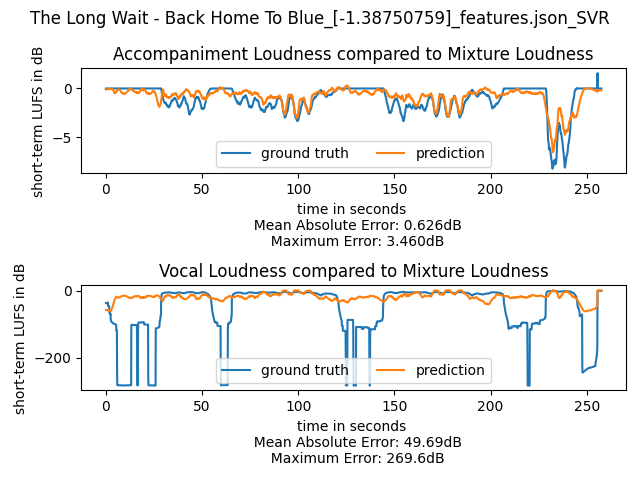 The Long Wait - Back Home To Blue_[-1.38750759]_features.json_SVR
Accompaniment Loudness compared to Mixture Loudness
short-term LUFS in dB
0
−5
ground truth
prediction
0
50
100
150
200
250
time in seconds
Mean Absolute Error: 0.626dB
Maximum Error: 3.460dB
Vocal Loudness compared to Mixture Loudness
short-term LUFS in dB
0
−200
ground truth
prediction
0
50
100
150
200
250
time in seconds
Mean Absolute Error: 49.69dB
Maximum Error: 269.6dB